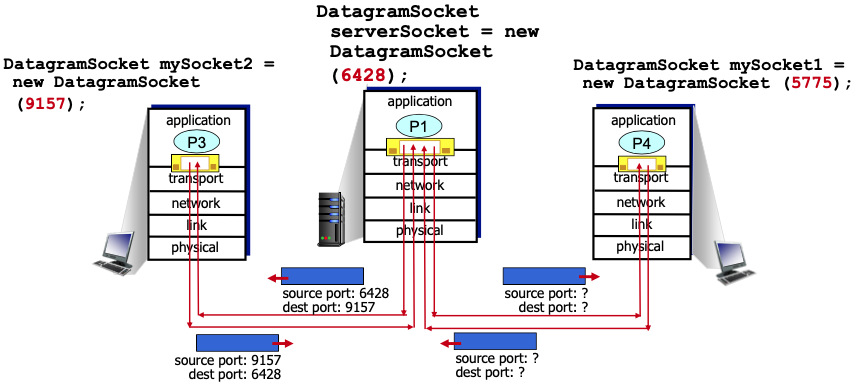 DatagramSocket
serverSocket = new
DatagramSocket
(6428);
DatagramSocket mySocket2 =
new DatagramSocket
(9157);
DatagramSocket mySocket1 =
new DatagramSocket (5775);
application
P3
transport
network
link
physical
application
P1
transport
network
link
physical
application
P4
transport
network
link
physical
source port: 6428
dest port: 9157
source port: ?
dest port: ?
source port: 9157
dest port: 6428
source port: ?
dest port: ?